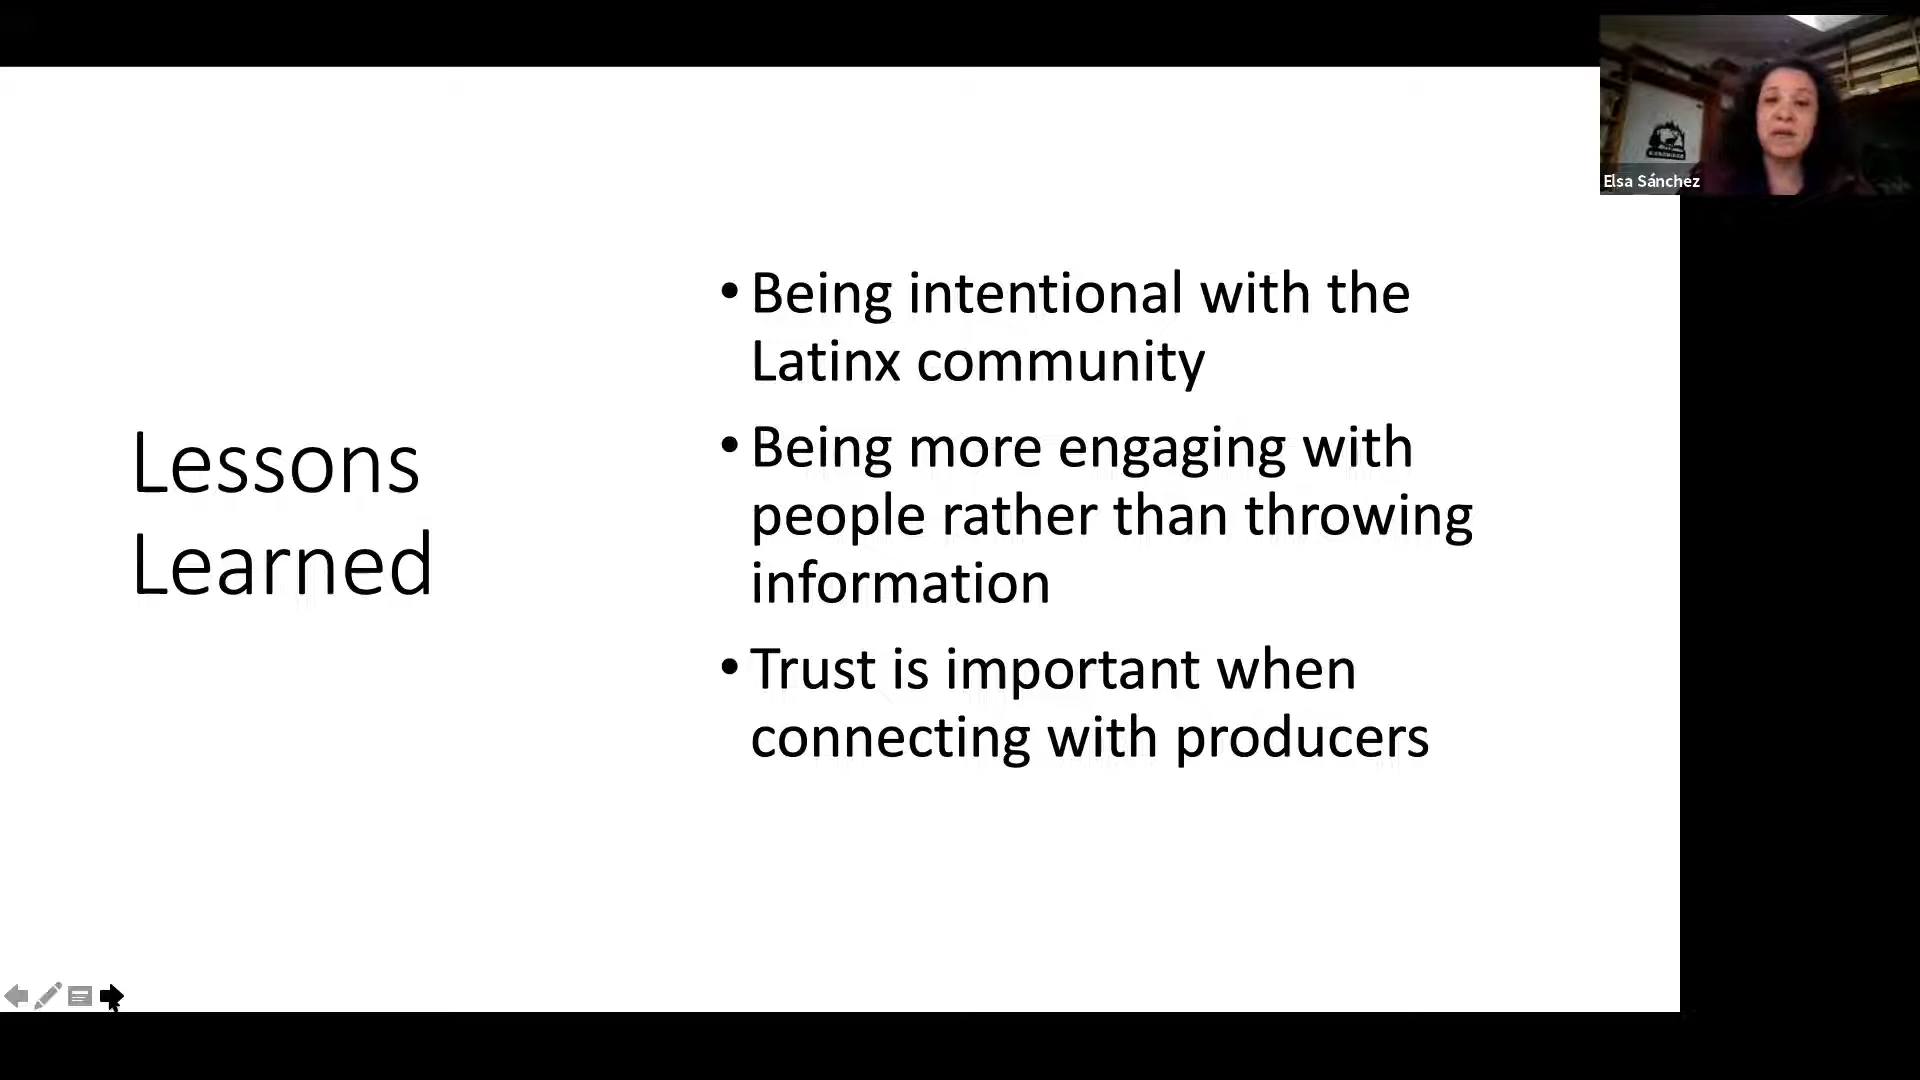 Elsa Sánchez
Lessons
Learned
• Being intentional with the
Latinx community
• Being more engaging with
people rather than throwing
information
• Trust is important when
connecting with producers